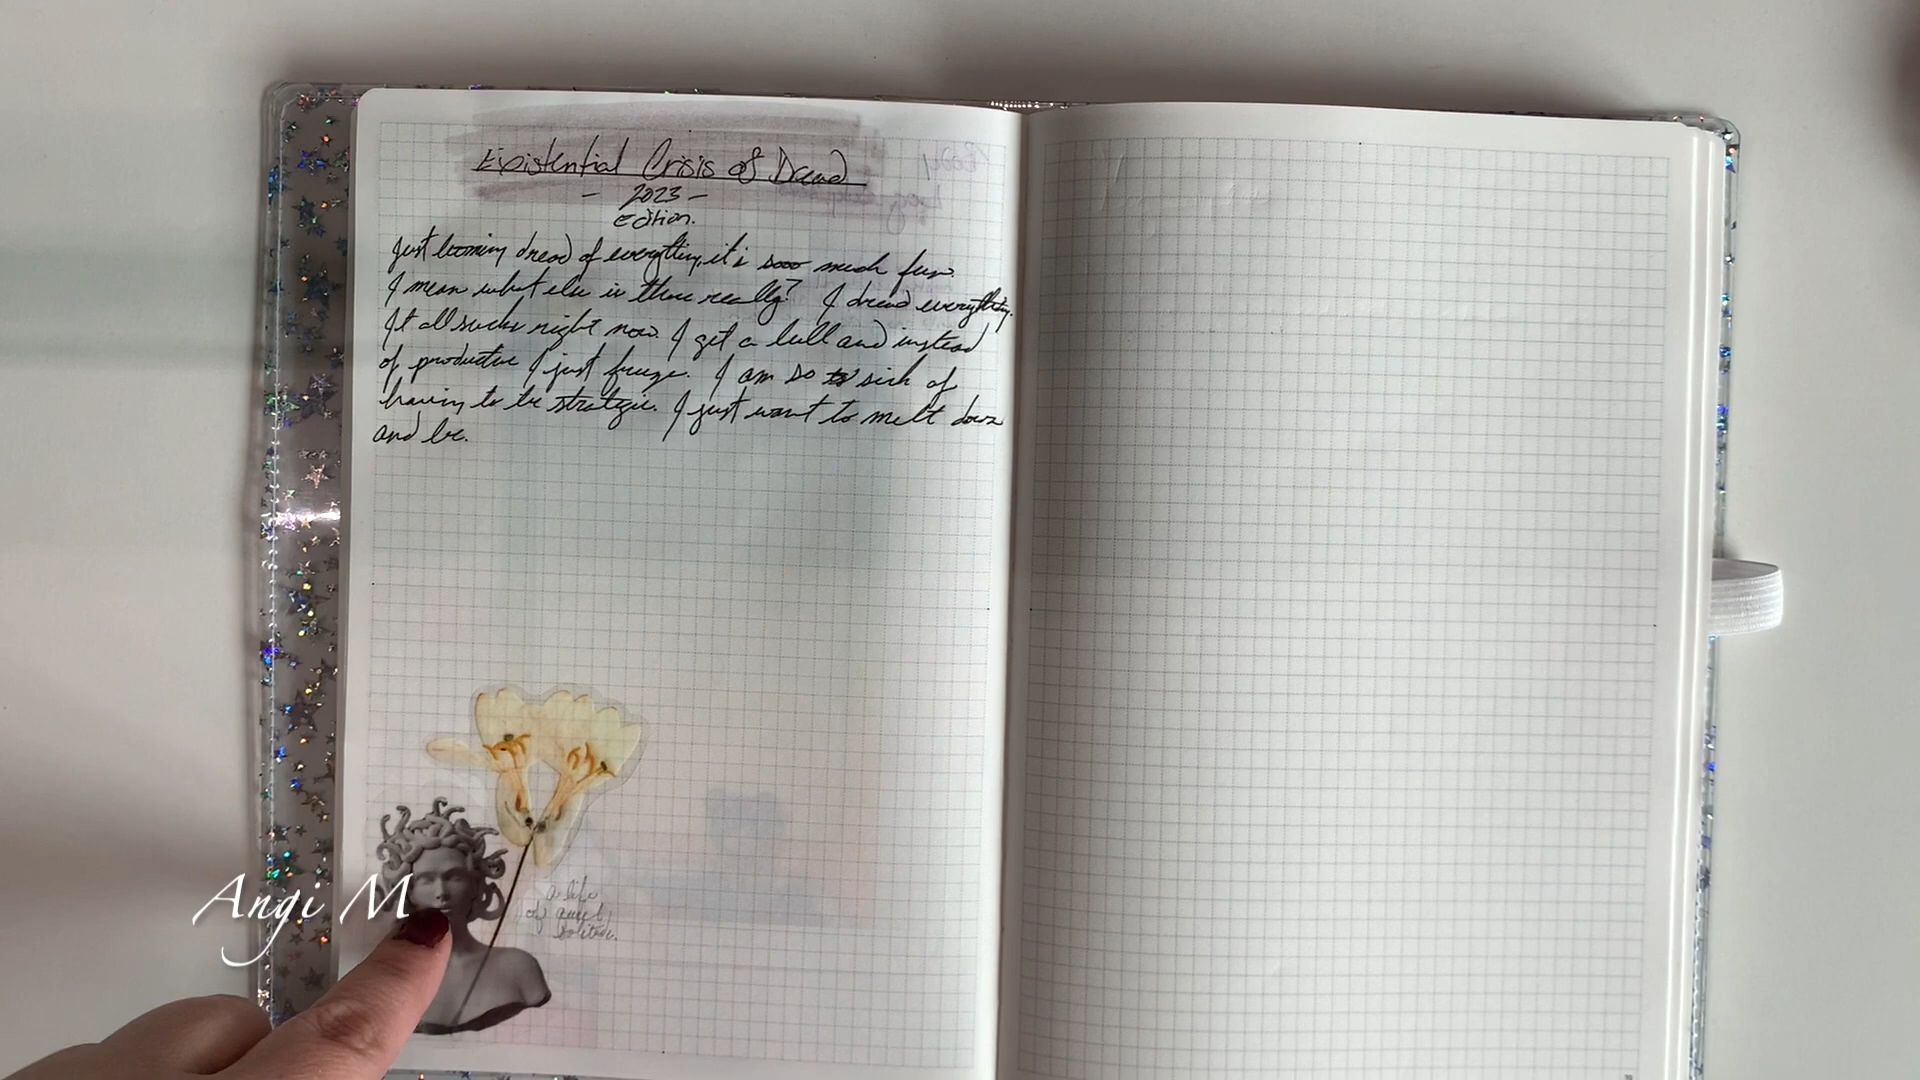 Existential Crisis of Dread
- 2023 -
edition.
Just looming dread of everything, it's sooo much fun.
I mean what else is there really? I dread everything.
It all sucks right now. I get a lull and instead
of productive I just freeze. I am so sick of
having to be strategic. I just want to melt down
and be.
a life
of quiet
solitude.
Angi M